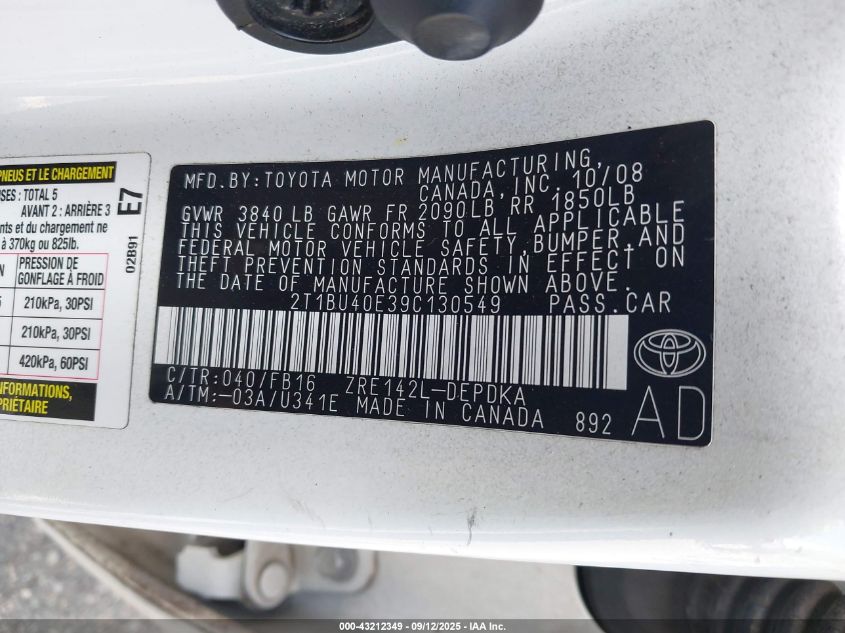 PNEUS ET LE CHARGEMENT
TOTAL 5
AVANT 2 : ARRIÈRE 3
et du chargement ne
à 370kg ou 825lb.
PRESSION DE
GONFLAGE À FROID
210kPa, 30PSI
210kPa, 30PSI
420kPa, 60PSI
E7
02B91
MFD.BY:TOYOTA MOTOR MANUFACTURING,
CANADA,INC. 10/08
GVWR 3840 LB GAWR FR 2090LB RR 1850LB
THIS VEHICLE CONFORMS TO ALL APPLICABLE
FEDERAL MOTOR VEHICLE SAFETY,BUMPER,AND
THEFT PREVENTION STANDARDS IN EFFECT ON
THE DATE OF MANUFACTURE SHOWN ABOVE.
2T1BU40E39C130549 PASS.CAR
C/TR:040/FB16 ZRE142L-DEPDKA
A/TM:-03A/U341E MADE IN CANADA 892
AD
000-43212349 - 09/12/2025 - IAA Inc.